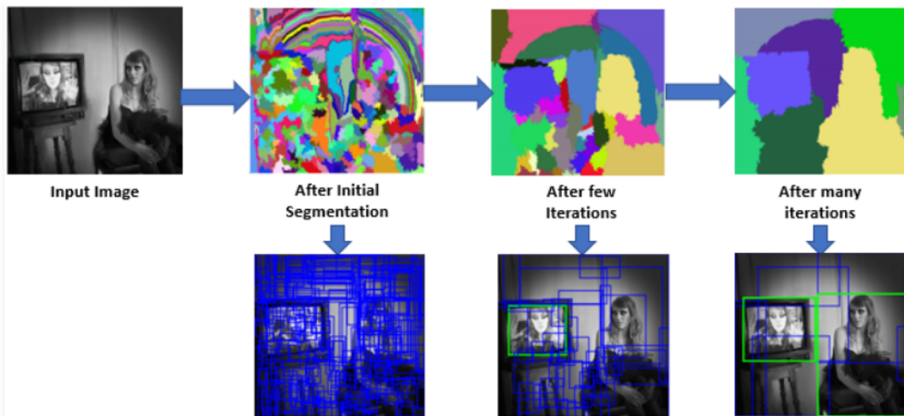 Input Image
After Initial
Segmentation
After few
Iterations
After many
iterations